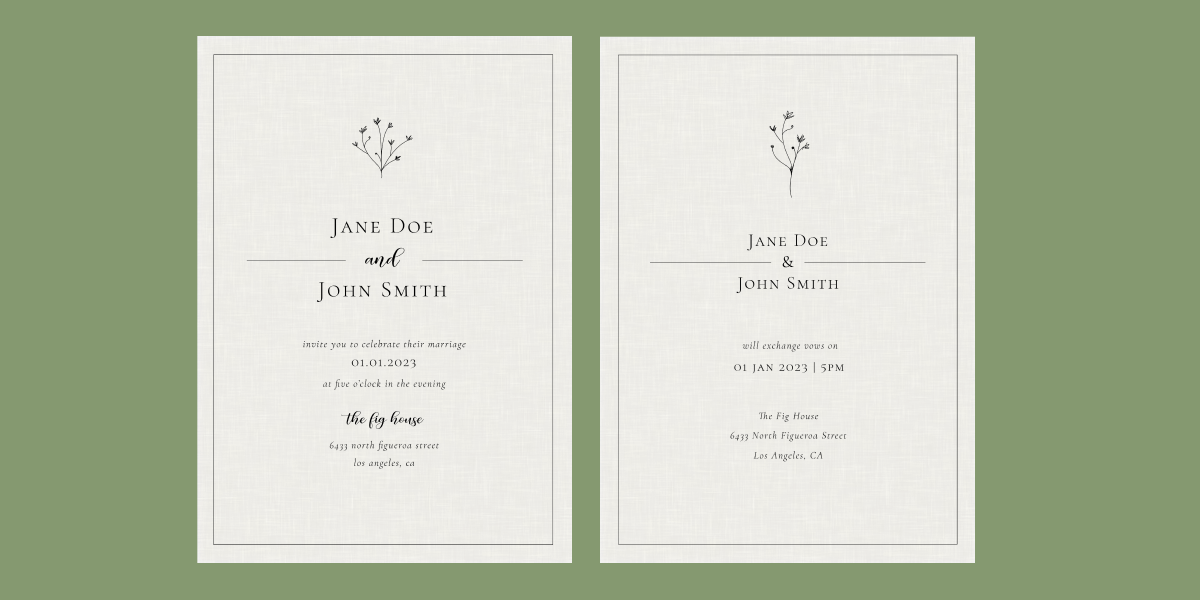 Jane Doe
and
John Smith
invite you to celebrate their marriage
01.01.2023
at five o'clock in the evening
the fig house
6433 north figueroa street
los angeles, ca
Jane Doe
&
John Smith
will exchange vows on
01 JAN 2023 | 5PM
The Fig House
6433 North Figueroa Street
Los Angeles, CA